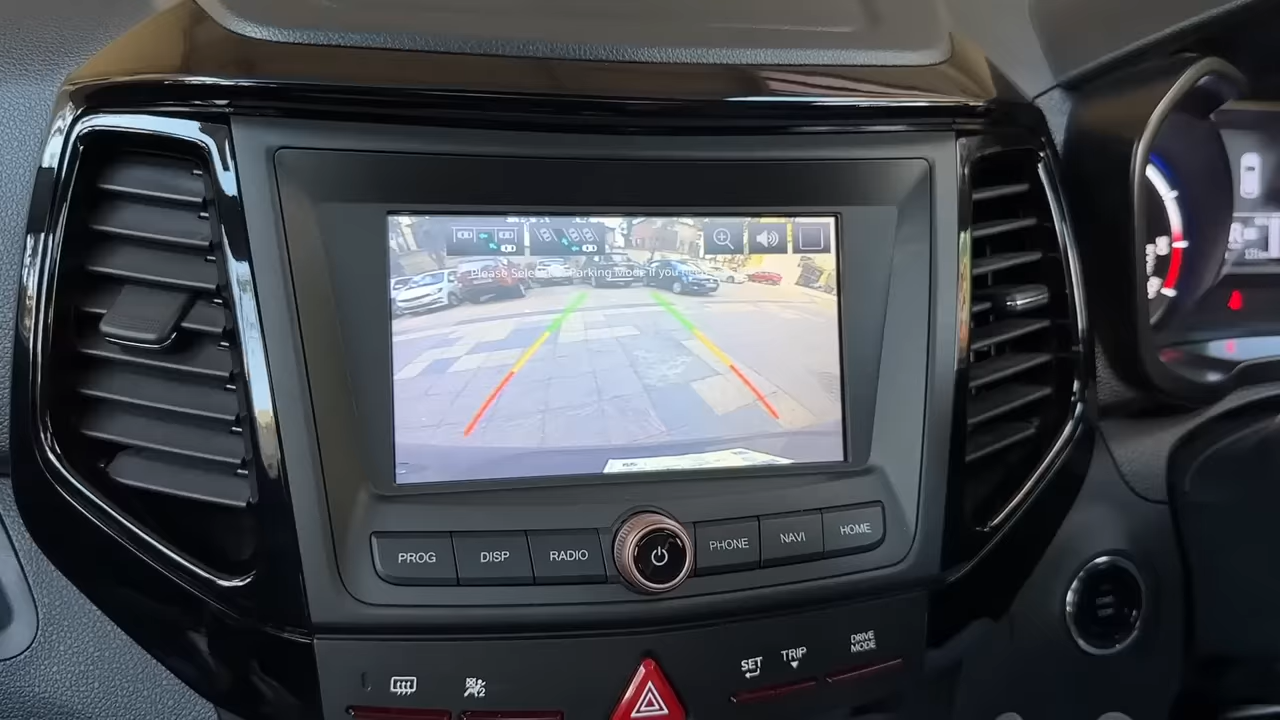 Please Select
Parking Mode if you need
PROG
DISP
RADIO
PHONE
NAVI
HOME
SET
TRIP
DRIVE
MODE